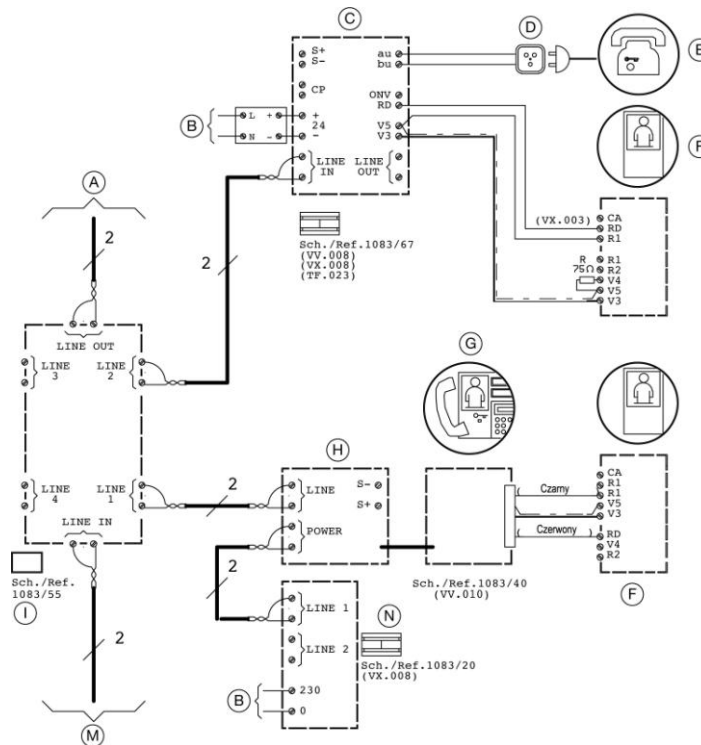 C
D
E
S+
S-
CP
+
24
-
LINE
IN
LINE
OUT
au
bu
ONV
RD
V5
V3
B
L +
N -
F
(VX.003)
CA
RD
R1
R1
R2
V4
V5
V3
R
75Ω
Sch./Ref.1083/67
(VV.008)
(VX.008)
(TF.023)
A
2
2
LINE OUT
LINE
3
LINE
2
LINE
4
LINE
1
LINE IN
Sch./Ref.
1083/55
I
2
M
G
H
2
LINE
POWER
S-
S+
Czarny
Czerwony
CA
R1
R1
V5
V3
RD
V4
R2
F
Sch./Ref.1083/40
(VV.010)
2
LINE 1
LINE 2
230
0
B
N
Sch./Ref.1083/20
(VX.008)